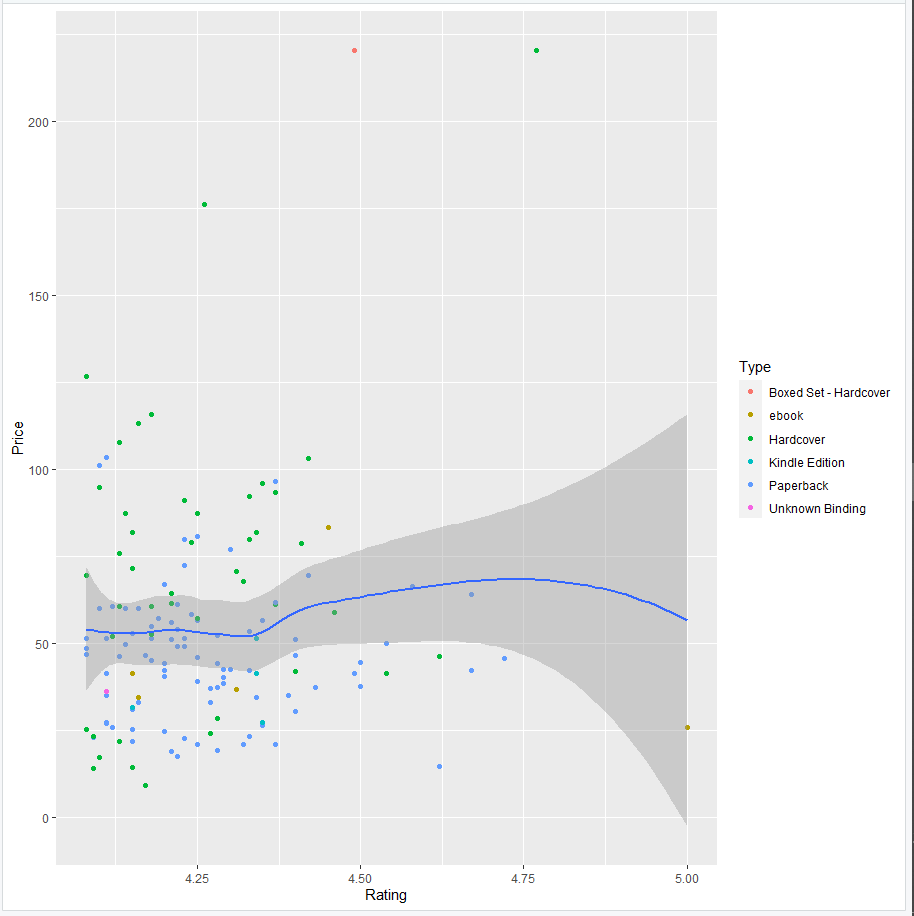 200
150
100
50
0
Price
4.25
4.50
4.75
5.00
Rating
Type
Boxed Set - Hardcover
ebook
Hardcover
Kindle Edition
Paperback
Unknown Binding